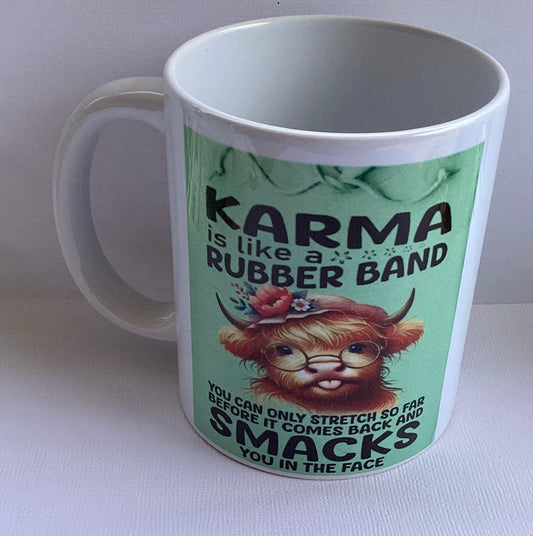 KARMA
is like a
RUBBER BAND
YOU CAN ONLY STRETCH SO FAR
BEFORE IT COMES BACK AND
SMACKS
YOU IN THE FACE